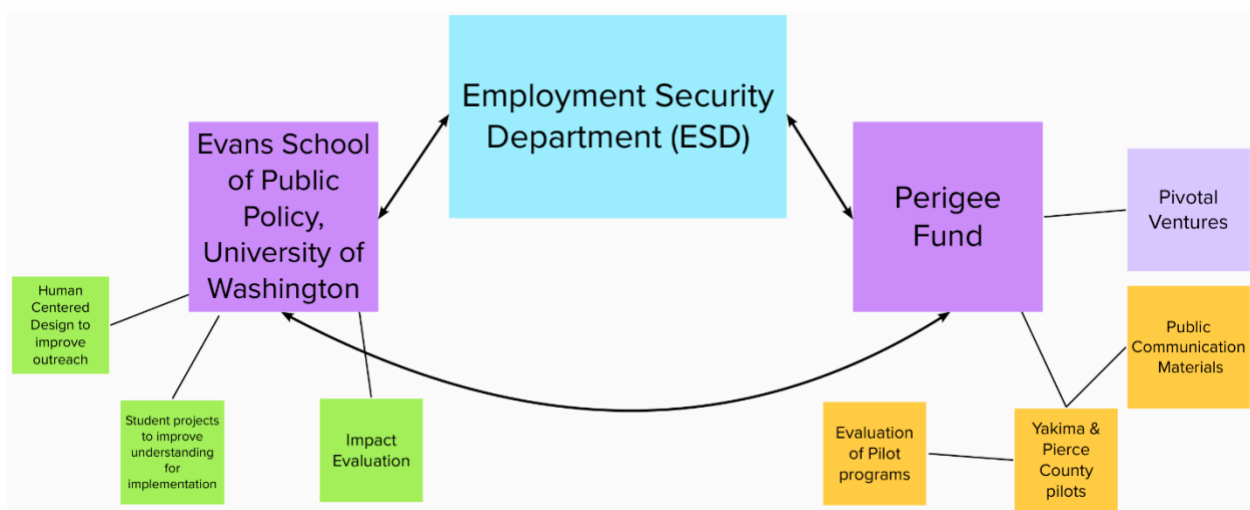 Employment Security
Department (ESD)
Evans School
of Public
Policy,
University of
Washington
Perigee
Fund
Pivotal
Ventures
Human
Centered
Design to
improve
outreach
Student projects
to improve
understanding
for
implementation
Impact
Evaluation
Public
Communication
Materials
Evaluation
of Pilot
programs
Yakima &
Pierce
County
pilots